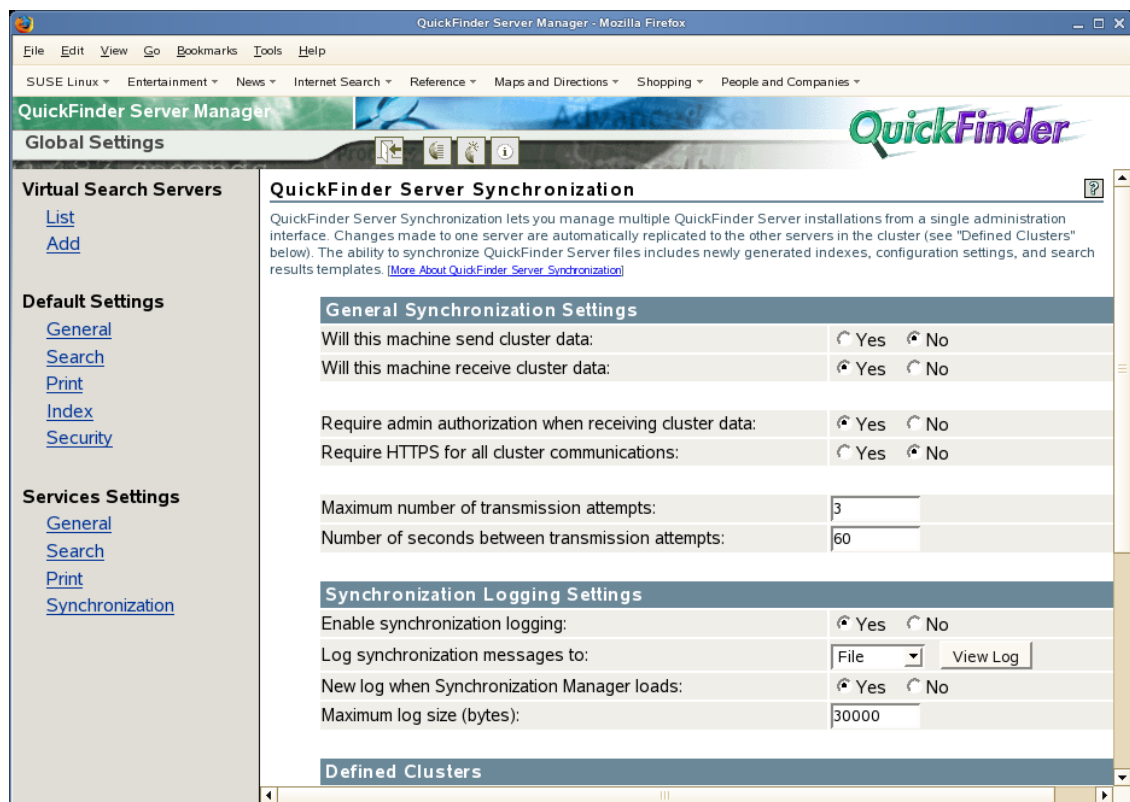 QuickFinder Server Manager - Mozilla Firefox
File Edit View Go Bookmarks Tools Help
SUSE Linux Entertainment News Internet Search Reference Maps and Directions Shopping People and Companies
QuickFinder Server Manager
Advanced Sea
QuickFinder
Global Settings
Virtual Search Servers
List
Add
Default Settings
General
Search
Print
Index
Security
Services Settings
General
Search
Print
Synchronization
QuickFinder Server Synchronization
QuickFinder Server Synchronization lets you manage multiple QuickFinder Server installations from a single administration
interface. Changes made to one server are automatically replicated to the other servers in the cluster (see "Defined Clusters"
below). The ability to synchronize QuickFinder Server files includes newly generated indexes, configuration settings, and search
results templates. [More About QuickFinder Server Synchronization]
General Synchronization Settings
Will this machine send cluster data: Yes No
Will this machine receive cluster data: Yes No
Require admin authorization when receiving cluster data: Yes No
Require HTTPS for all cluster communications: Yes No
Maximum number of transmission attempts: 3
Number of seconds between transmission attempts: 60
Synchronization Logging Settings
Enable synchronization logging: Yes No
Log synchronization messages to: File View Log
New log when Synchronization Manager loads: Yes No
Maximum log size (bytes): 30000
Defined Clusters